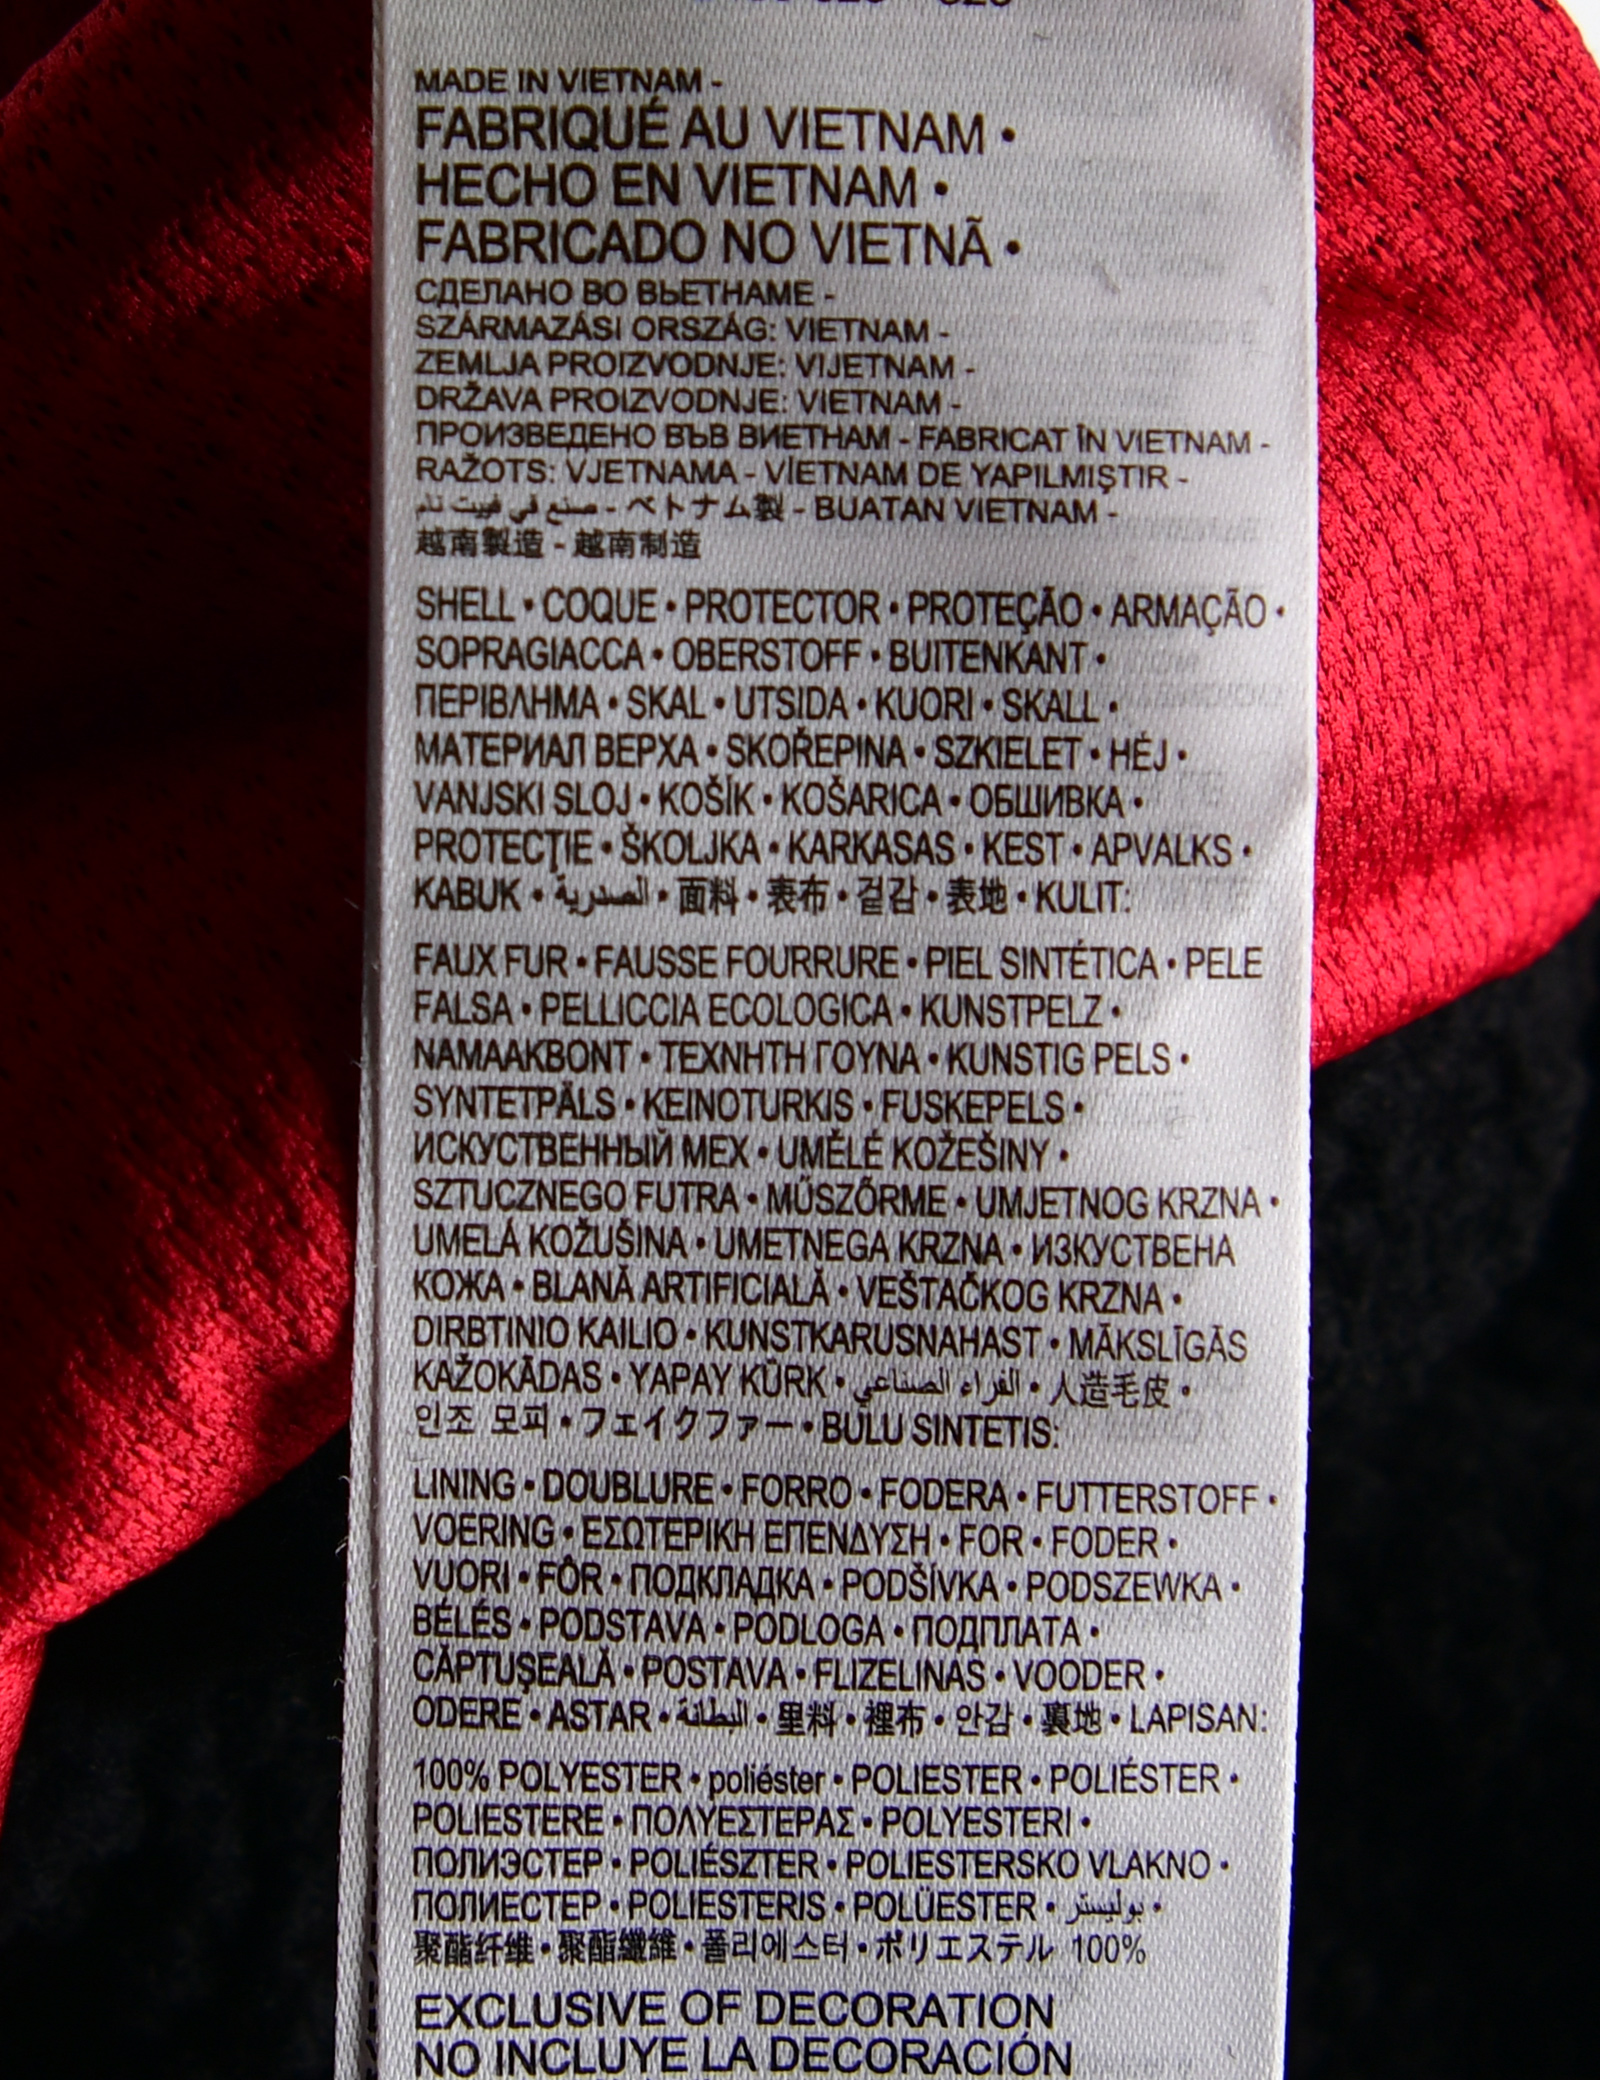 MADE IN VIETNAM -
FABRIQUÉ AU VIETNAM •
HECHO EN VIETNAM •
FABRICADO NO VIETNÃ •
СДЕЛАНО ВО ВЬЕТНАМЕ -
SZÁRMAZÁSI ORSZÁG: VIETNAM -
ZEMLJA PROIZVODNJE: VIJETNAM -
DRŽAVA PROIZVODNJE: VIETNAM -
ПРОИЗВЕДЕНО ВЪВ ВИЕТНАМ - FABRICAT ÎN VIETNAM -
RAŽOTS: VJETNAMA - VİETNAM DE YAPILMIŞTIR -
صنع في فييت نام - ベトナム製 - BUATAN VIETNAM -
越南製造 - 越南制造
SHELL • COQUE • PROTECTOR • PROTEÇÃO • ARMAÇÃO •
SOPRAGIACCA • OBERSTOFF • BUITENKANT •
ΠΕΡΙΒΛΗΜΑ • SKAL • UTSIDA • KUORI • SKALL •
МАТЕРИАЛ ВЕРХА • SKOŘEPINA • SZKIELET • HÉJ •
VANJSKI SLOJ • KOŠÍK • KOŠARICA • ОБШИВКА •
PROTECŢIE • ŠKOLJKA • KARKASAS • KEST • APVALKS •
KABUK • الصدرية • 面料 • 表布 • 겉감 • 表地 • KULIT:
FAUX FUR • FAUSSE FOURRURE • PIEL SINTÉTICA • PELE
FALSA • PELLICCIA ECOLOGICA • KUNSTPELZ •
NAMAAKBONT • ΤΕΧΝΗΤΗ ΓΟΥΝΑ • KUNSTIG PELS •
SYNTETPÄLS • KEINOTURKIS • FUSKEPELS •
ИСКУСТВЕННЫЙ МЕХ • UMĚLÉ KOŽEŠINY •
SZTUCZNEGO FUTRA • MŰSZŐRME • UMJETNOG KRZNA •
UMELÁ KOŽUŠINA • UMETNEGA KRZNA • ИЗКУСТВЕНА
КОЖА • BLANĂ ARTIFICIALĂ • VEŠTAČKOG KRZNA •
DIRBTINIO KAILIO • KUNSTKARUSNAHAST • MĀKSLĪGĀS
KAŽOKĀDAS • YAPAY KÜRK • الفراء الصناعي • 人造毛皮 •
인조 모피 • フェイクファー • BULU SINTETIS:
LINING • DOUBLURE • FORRO • FODERA • FUTTERSTOFF •
VOERING • ΕΣΩΤΕΡΙΚΗ ΕΠΕΝΔΥΣΗ • FOR • FODER •
VUORI • FÔR • ПОДКЛАДКА • PODŠÍVKA • PODSZEWKA •
BÉLÉS • PODSTAVA • PODLOGA • ПОДПЛАТА •
CĂPTUŞEALĂ • POSTAVA • FLIZELINAS • VOODER •
ODERE • ASTAR • البطانة • 里料 • 裡布 • 안감 • 裏地 • LAPISAN:
100% POLYESTER • poliéster • POLIESTER • POLIÉSTER •
POLIESTERE • ΠΟΛΥΕΣΤΕΡΑΣ • POLYESTERI •
ПОЛИЭСТЕР • POLIÉSZTER • POLIESTERSKO VLAKNO •
ПОЛИЕСТЕР • POLIESTERIS • POLÜESTER • بوليستر •
聚酯纤维 • 聚酯纖維 • 폴리에스터 • ポリエステル 100%
EXCLUSIVE OF DECORATION
NO INCLUYE LA DECORACIÓN